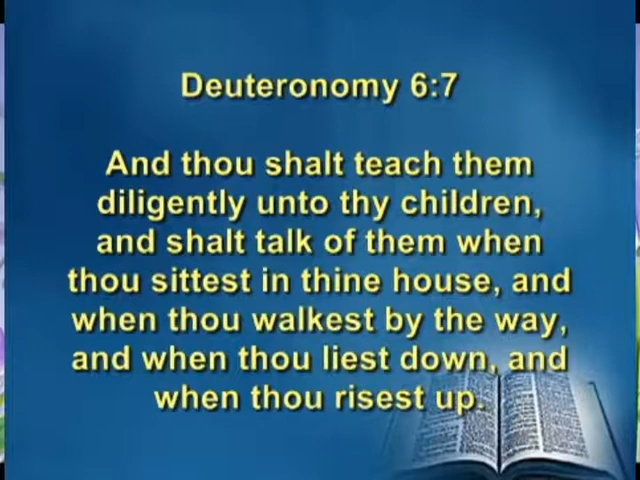 Deuteronomy 6:7
And thou shalt teach them
diligently unto thy children,
and shalt talk of them when
thou sittest in thine house, and
when thou walkest by the way,
and when thou liest down, and
when thou risest up.